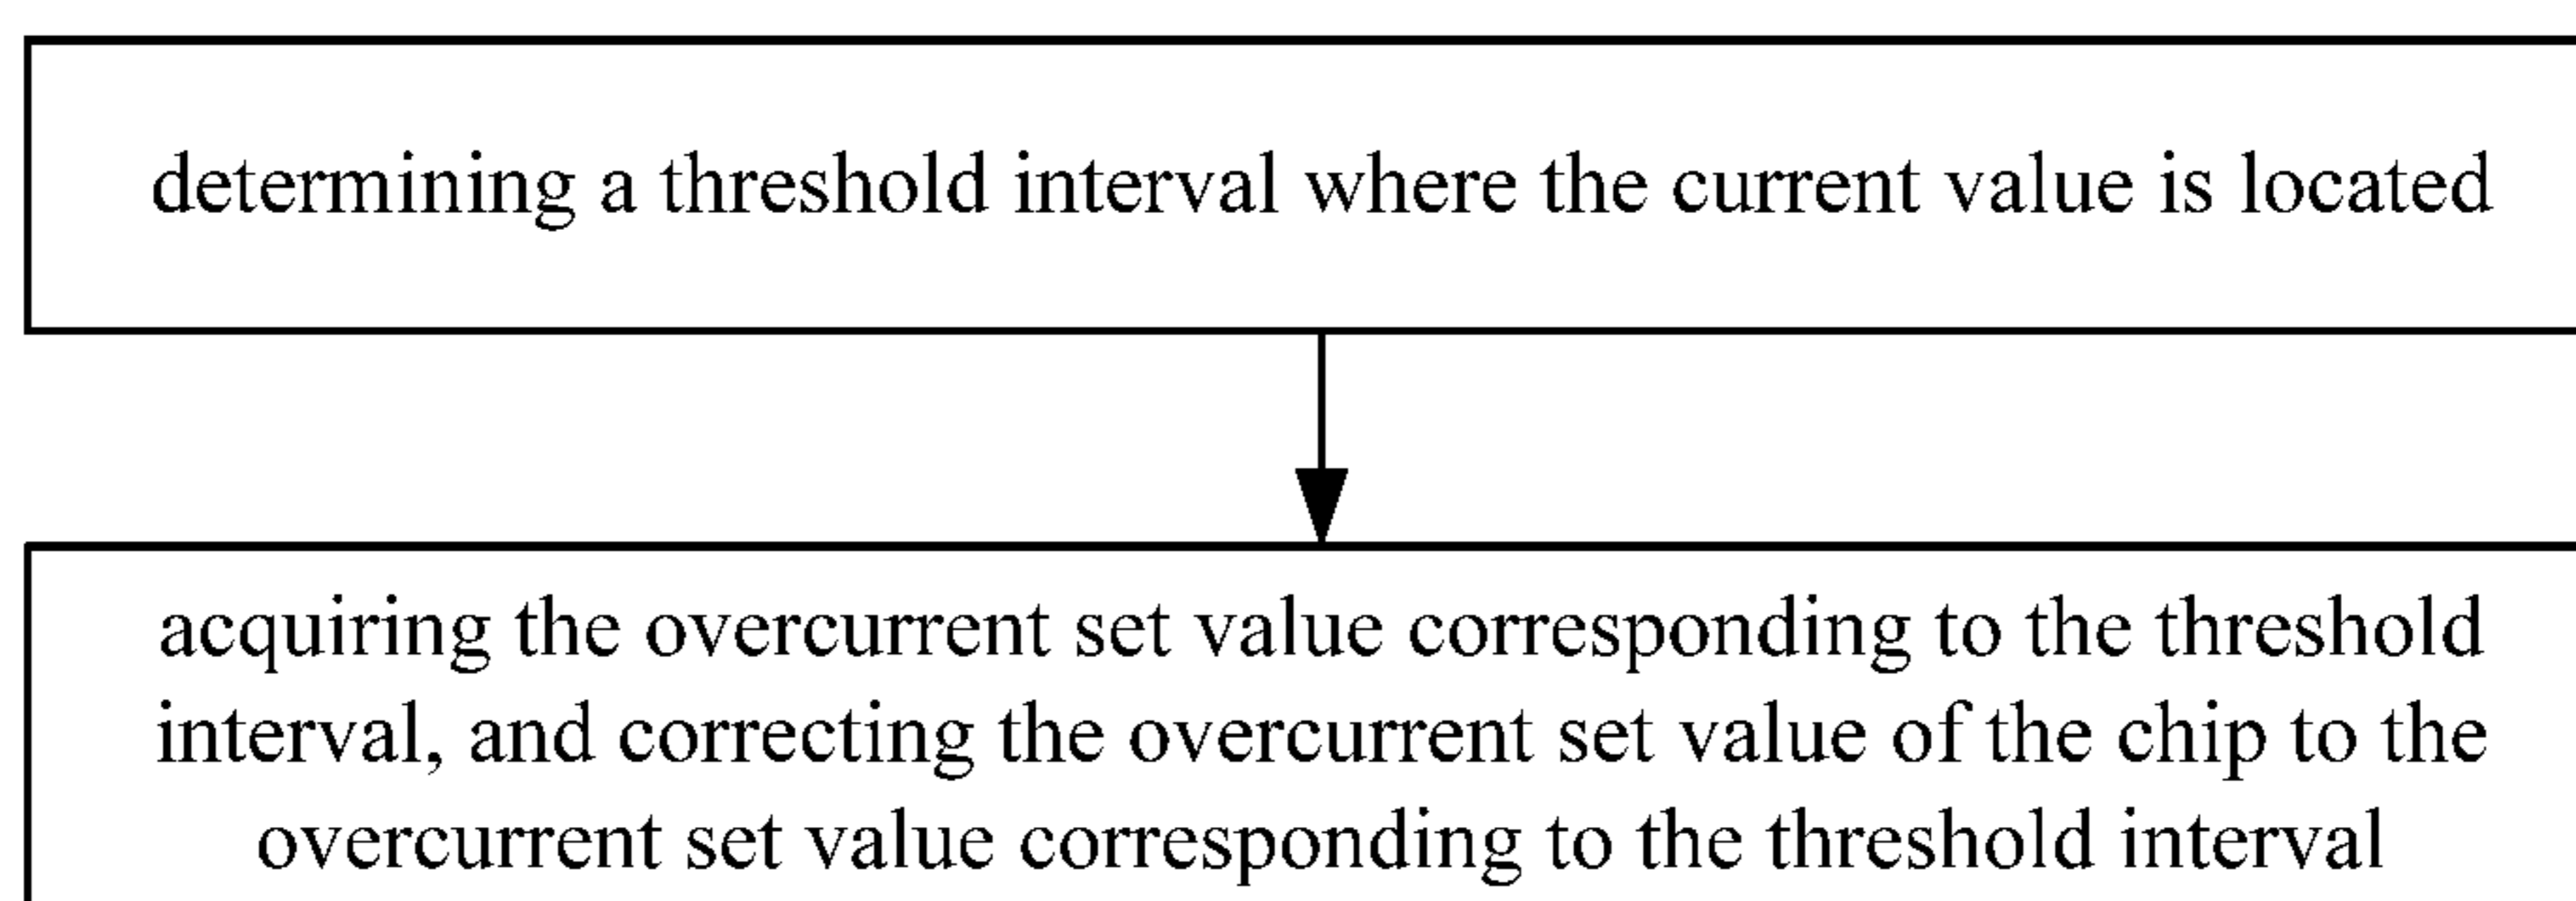 determining a threshold interval where the current value is located
acquiring the overcurrent set value corresponding to the threshold
interval, and correcting the overcurrent set value of the chip to the
overcurrent set value corresponding to the threshold interval